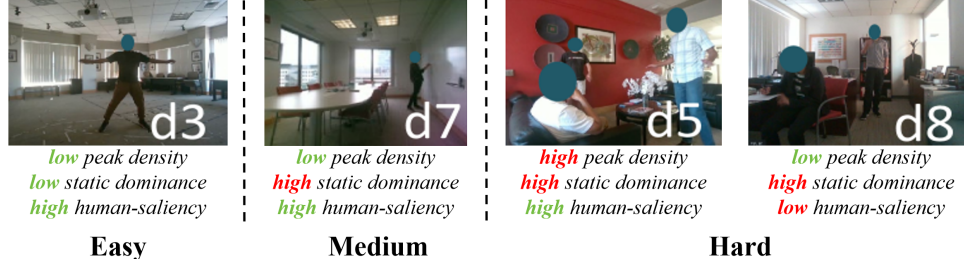 d3
low peak density
low static dominance
high human-saliency
Easy
d7
low peak density
high static dominance
high human-saliency
Medium
d5
high peak density
high static dominance
high human-saliency
d8
low peak density
high static dominance
low human-saliency
Hard